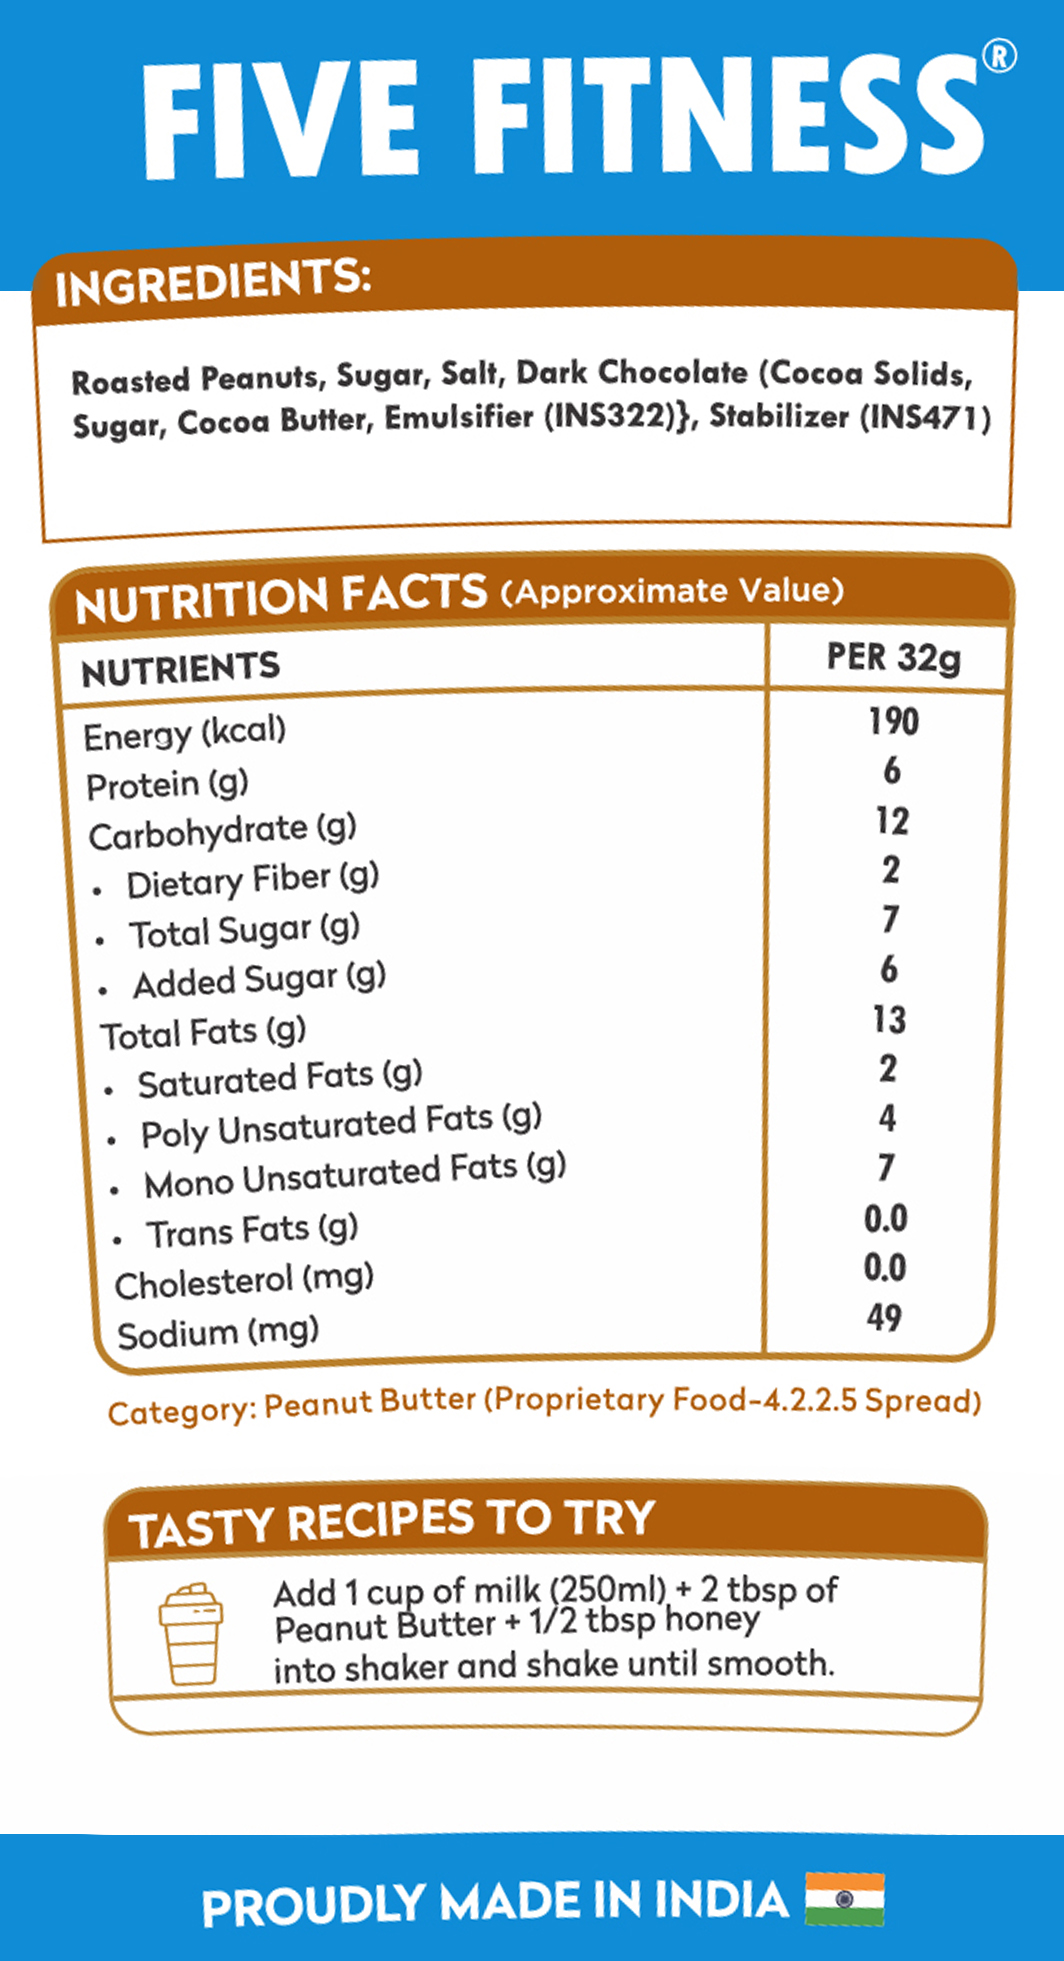 FIVE FITNESS®
INGREDIENTS:
Roasted Peanuts, Sugar, Salt, Dark Chocolate (Cocoa Solids,
Sugar, Cocoa Butter, Emulsifier (INS322)}, Stabilizer (INS471)
NUTRITION FACTS (Approximate Value)
NUTRIENTS PER 32g
Energy (kcal) 190
Protein (g) 6
Carbohydrate (g) 12
• Dietary Fiber (g) 2
• Total Sugar (g) 7
• Added Sugar (g) 6
Total Fats (g) 13
• Saturated Fats (g) 2
• Poly Unsaturated Fats (g) 4
• Mono Unsaturated Fats (g) 7
• Trans Fats (g) 0.0
Cholesterol (mg) 0.0
Sodium (mg) 49
Category: Peanut Butter (Proprietary Food-4.2.2.5 Spread)
TASTY RECIPES TO TRY
Add 1 cup of milk (250ml) + 2 tbsp of
Peanut Butter + 1/2 tbsp honey
into shaker and shake until smooth.
PROUDLY MADE IN INDIA